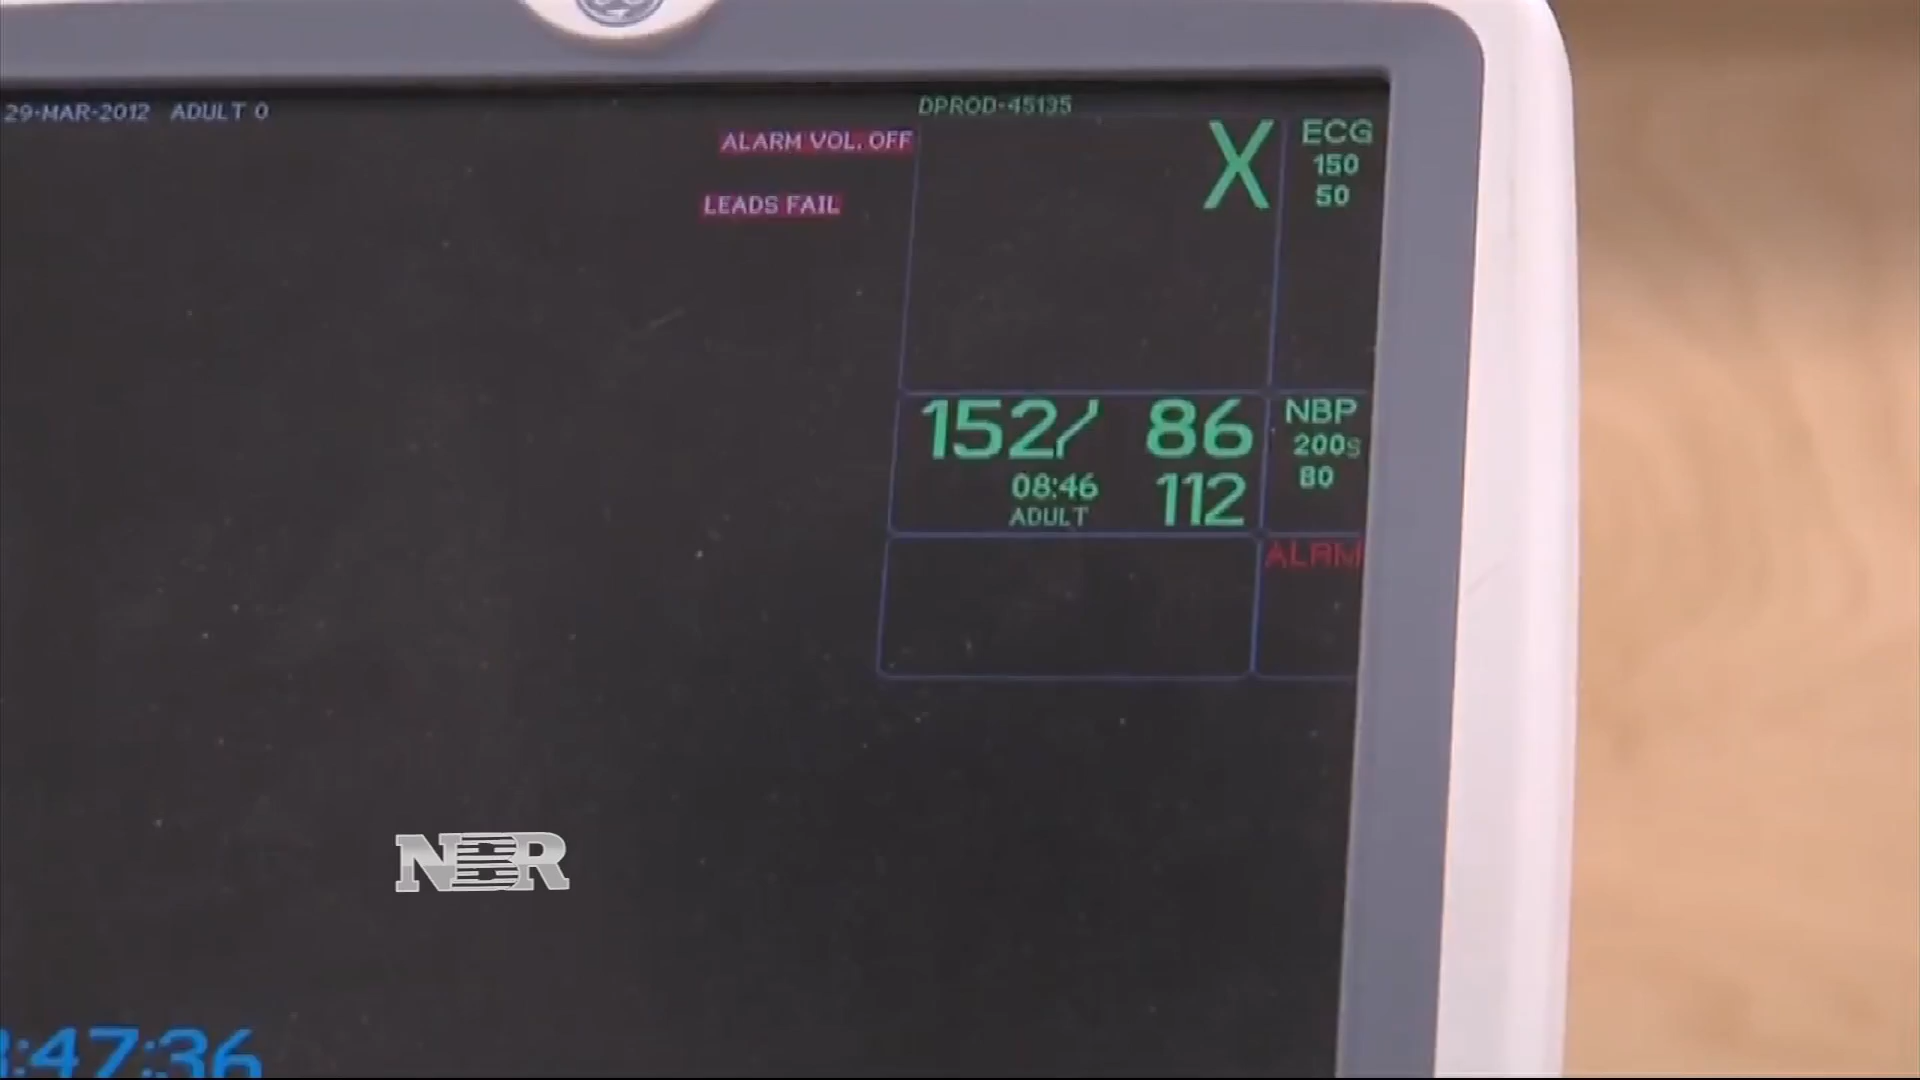 29-MAR-2012 ADULT 0
DPROD-45135
ALARM VOL. OFF
LEADS FAIL
X
ECG
150
50
152/ 86
08:46
ADULT
112
NBP
200s
80
ALRM
NBR
:47:36